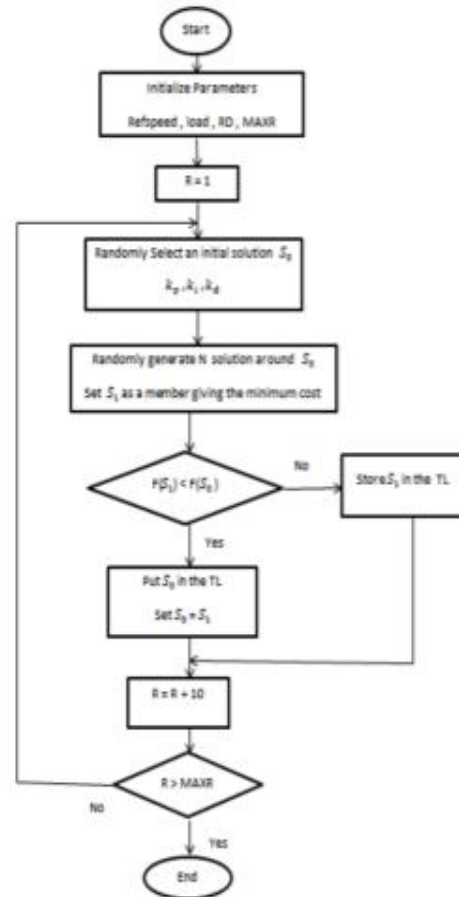 Start
Initialize Parameters
Refspeed , load , RD , MAXR
R = 1
Randomly Select an initial solution S₀
kₚ , kᵢ , k_d
Randomly generate N solution around S₀
Set S₁ as a member giving the minimum cost
F(S₁) < F(S₀)
No
Store S₁ in the TL
Yes
Put S₀ in the TL
Set S₀ = S₁
R = R + 10
R > MAXR
No
Yes
End